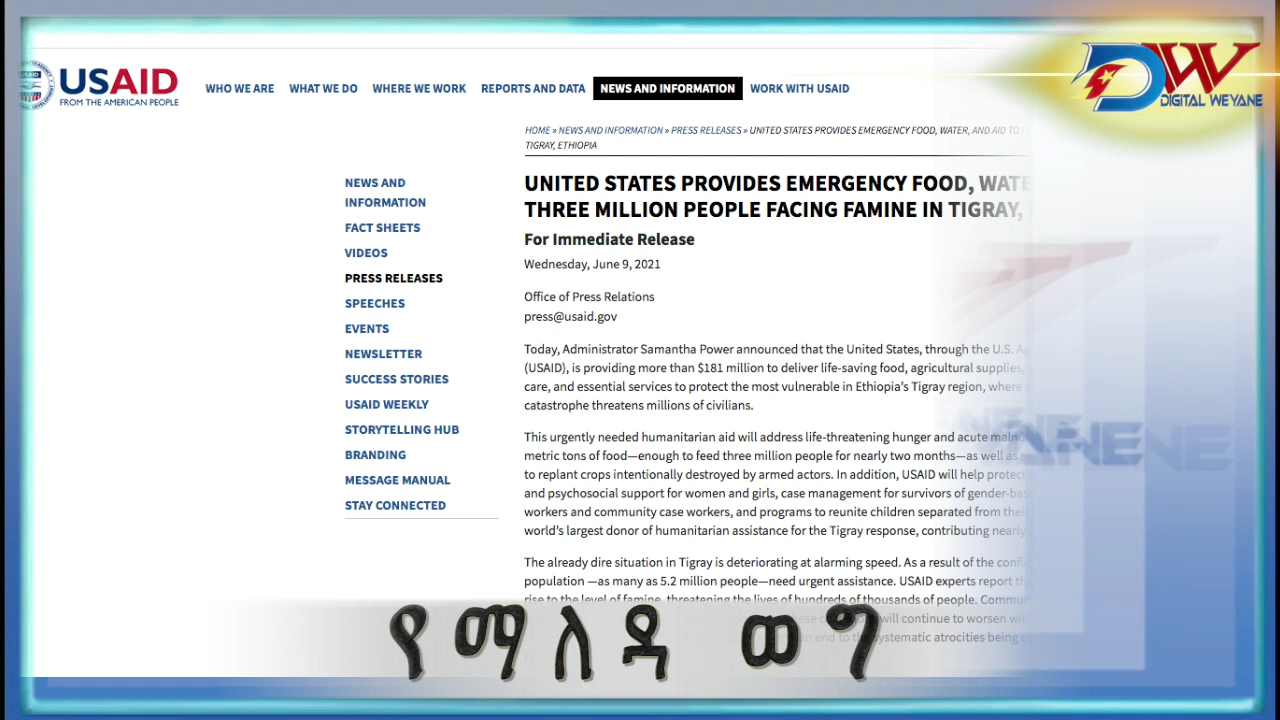 USAID
FROM THE AMERICAN PEOPLE
WHO WE ARE WHAT WE DO WHERE WE WORK REPORTS AND DATA NEWS AND INFORMATION WORK WITH USAID
DW
DIGITAL WEYANE
HOME » NEWS AND INFORMATION » PRESS RELEASES » UNITED STATES PROVIDES EMERGENCY FOOD, WATER, AND AID TO
TIGRAY, ETHIOPIA
NEWS AND
INFORMATION
FACT SHEETS
VIDEOS
PRESS RELEASES
SPEECHES
EVENTS
NEWSLETTER
SUCCESS STORIES
USAID WEEKLY
STORYTELLING HUB
BRANDING
MESSAGE MANUAL
STAY CONNECTED
UNITED STATES PROVIDES EMERGENCY FOOD, WATE
THREE MILLION PEOPLE FACING FAMINE IN TIGRAY,
For Immediate Release
Wednesday, June 9, 2021
Office of Press Relations
press@usaid.gov
Today, Administrator Samantha Power announced that the United States, through the U.S.
(USAID), is providing more than $181 million to deliver life-saving food, agricultural supplies,
care, and essential services to protect the most vulnerable in Ethiopia's Tigray region, where
catastrophe threatens millions of civilians.
This urgently needed humanitarian aid will address life-threatening hunger and acute
metric tons of food—enough to feed three million people for nearly two months—as well as
to replant crops intentionally destroyed by armed actors. In addition, USAID will help protect
and psychosocial support for women and girls, case management for survivors of
workers and community case workers, and programs to reunite children separated from their
world's largest donor of humanitarian assistance for the Tigray response, contributing nearly
The already dire situation in Tigray is deteriorating at alarming speed. As a result of the
population —as many as 5.2 million people—need urgent assistance. USAID experts report
rise to the level of famine, threatening the lives of hundreds of thousands of people.
will continue to worsen
end to the systematic atrocities being
የማለዳ ወግ